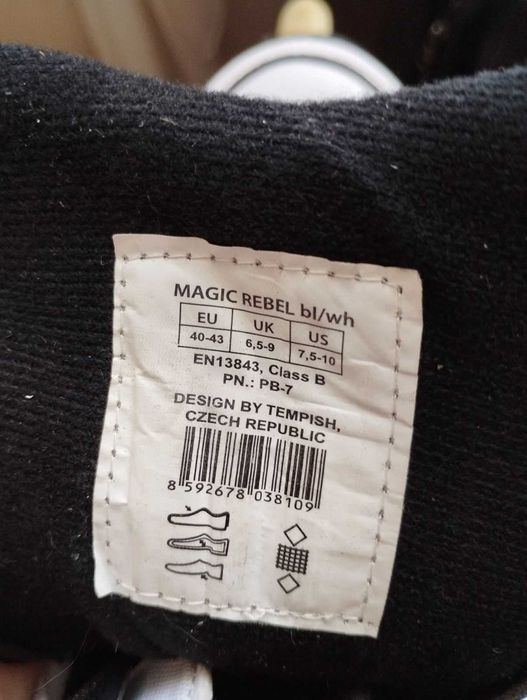 MAGIC REBEL bl/wh
EU UK US
40-43 6,5-9 7,5-10
EN13843, Class B
PN.: PB-7
DESIGN BY TEMPISH,
CZECH REPUBLIC
8 592678 038109